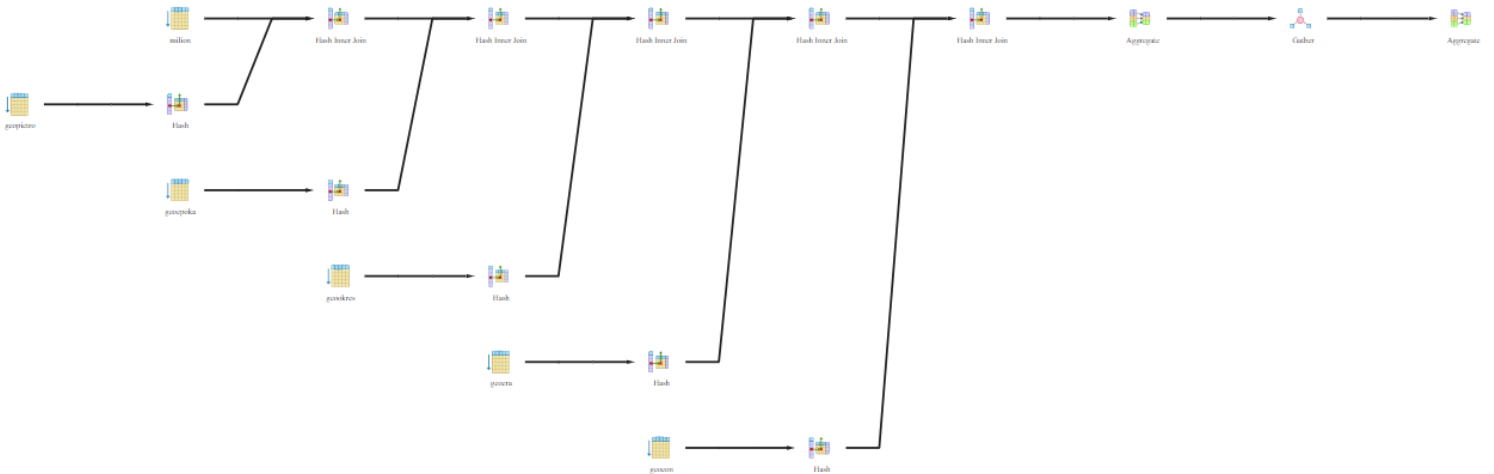 milion
Hash Inner Join
Hash Inner Join
Hash Inner Join
Hash Inner Join
Hash Inner Join
Aggregate
Gather
Aggregate
geopietro
Hash
geoepoka
Hash
geookres
Hash
geoera
Hash
geoeon
Hash